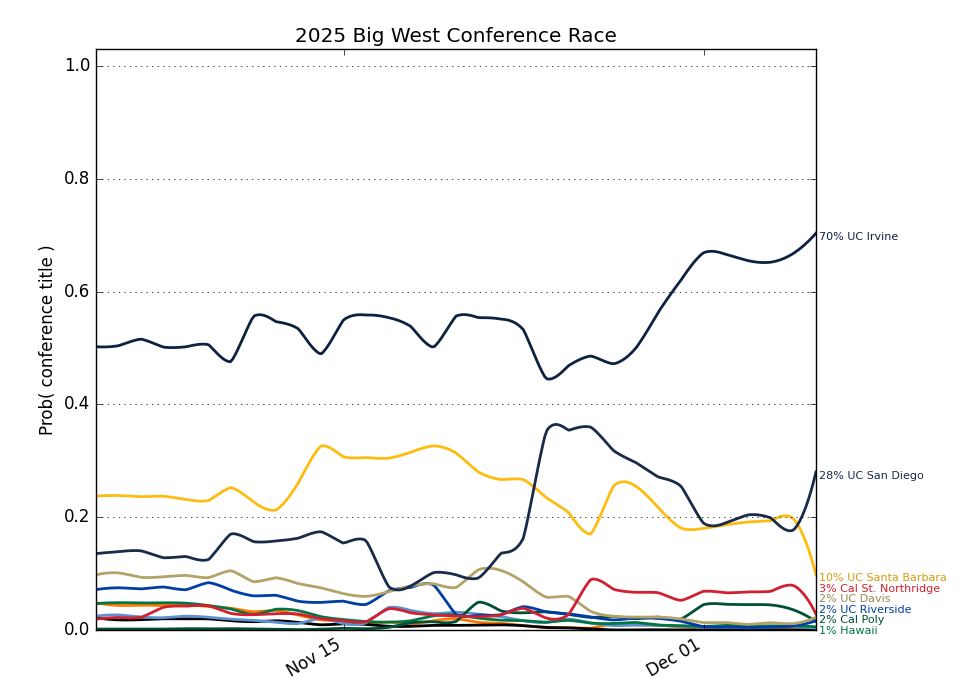 2025 Big West Conference Race
Prob( conference title )
1.0
0.8
0.6
0.4
0.2
0.0
Nov 15
Dec 01
70% UC Irvine
28% UC San Diego
10% UC Santa Barbara
3% Cal St. Northridge
2% UC Davis
2% UC Riverside
2% Cal Poly
1% Hawaii